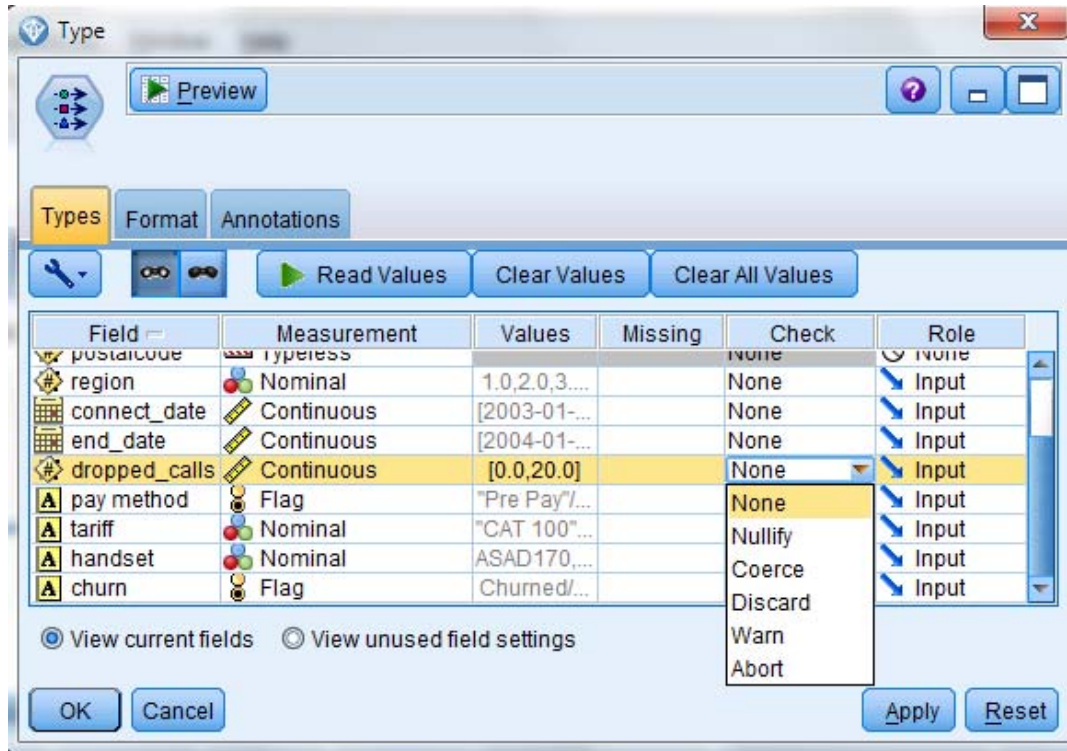 Type
Preview
Types Format Annotations
Read Values Clear Values Clear All Values
Field Measurement Values Missing Check Role
postalcode Typeless None None
region Nominal 1.0,2.0,3.... None Input
connect_date Continuous [2003-01-... None Input
end_date Continuous [2004-01-... None Input
dropped_calls Continuous [0.0,20.0] None Input
pay method Flag "Pre Pay"/... None Input
tariff Nominal "CAT 100"... Nullify Input
handset Nominal ASAD170,... Coerce Input
churn Flag Churned/... Discard Input
View current fields View unused field settings Warn
Abort
OK Cancel Apply Reset